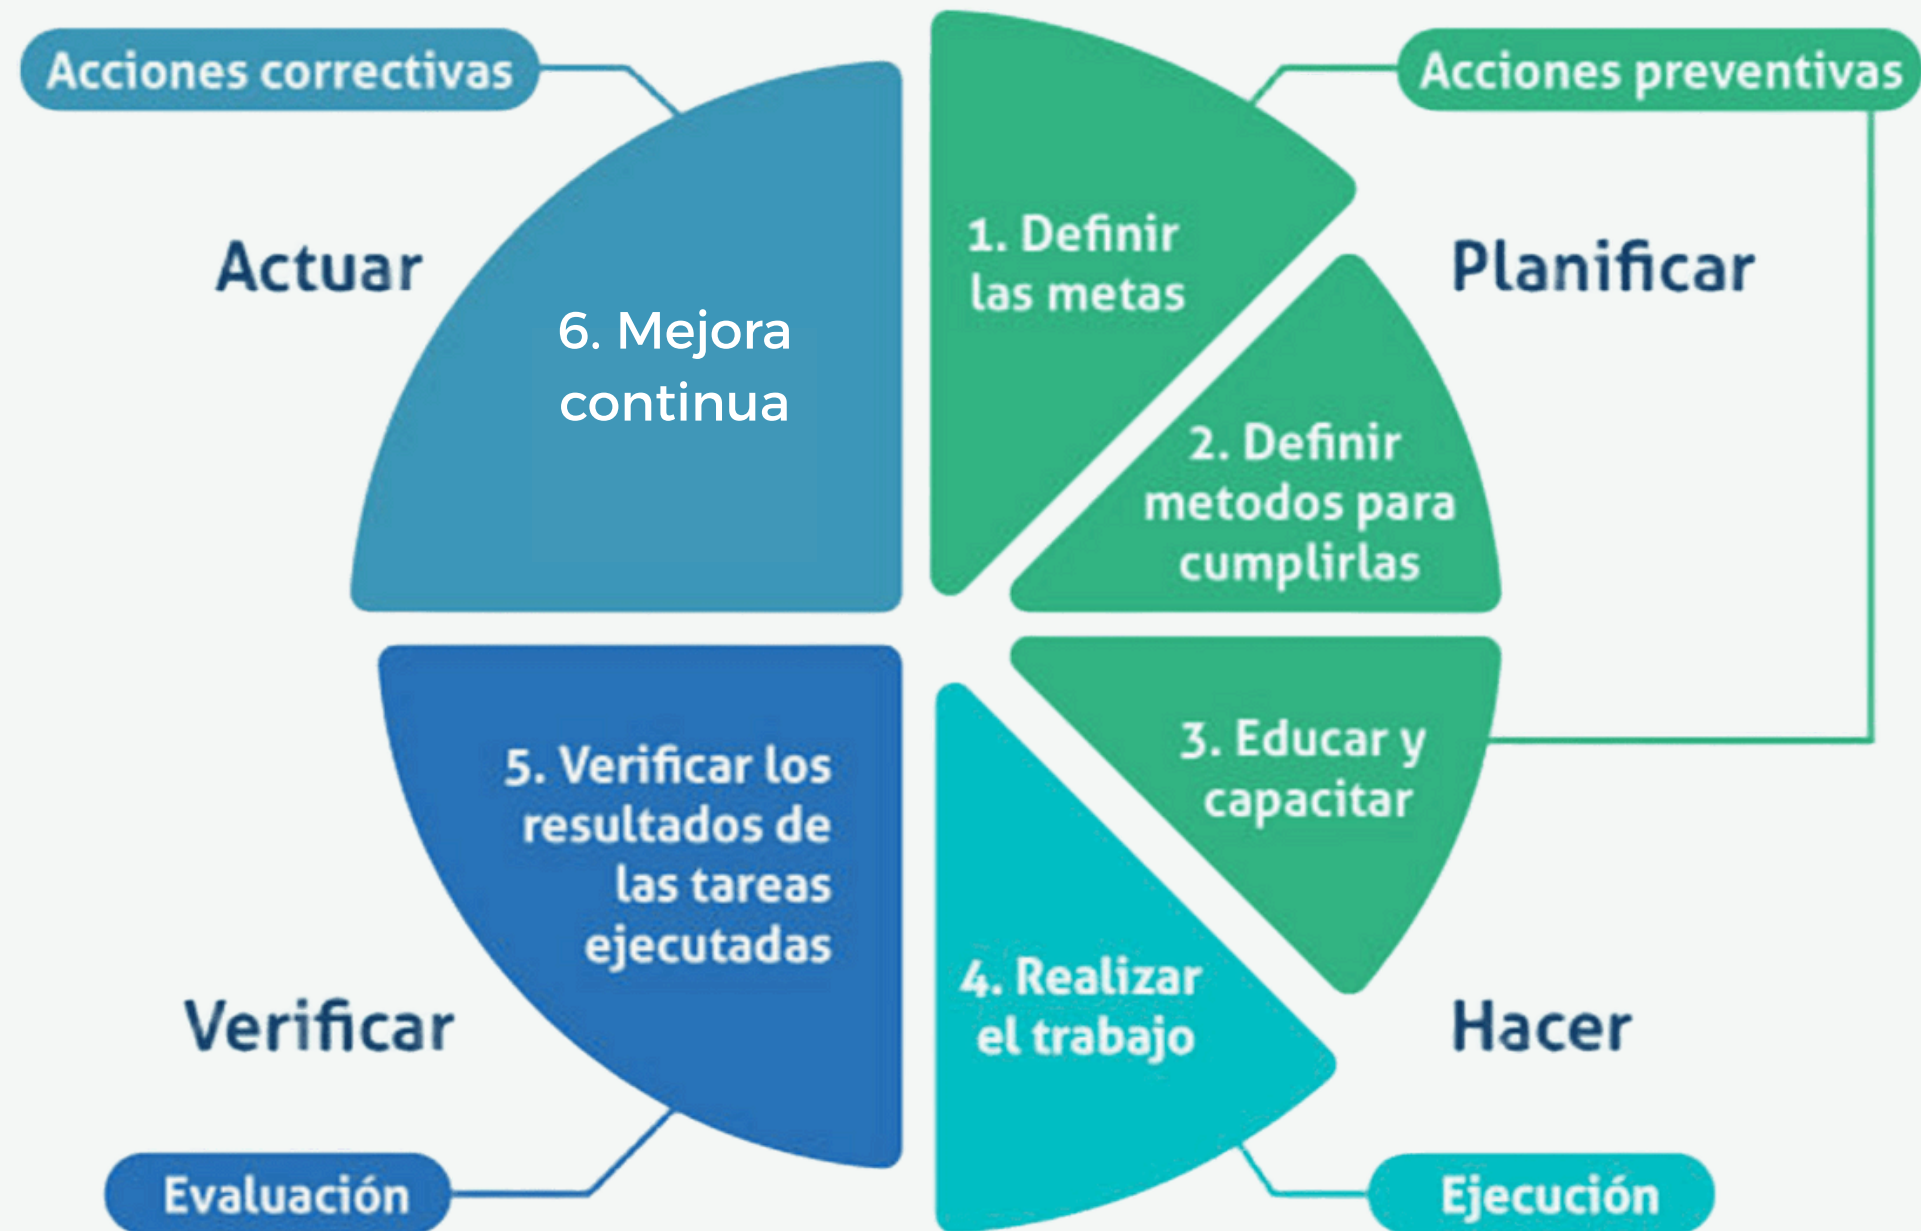 Acciones correctivas
Acciones preventivas
Actuar
Planificar
1. Definir
las metas
6. Mejora
continua
2. Definir
metodos para
cumplirlas
3. Educar y
capacitar
5. Verificar los
resultados de
las tareas
ejecutadas
4. Realizar
el trabajo
Verificar
Hacer
Evaluación
Ejecución